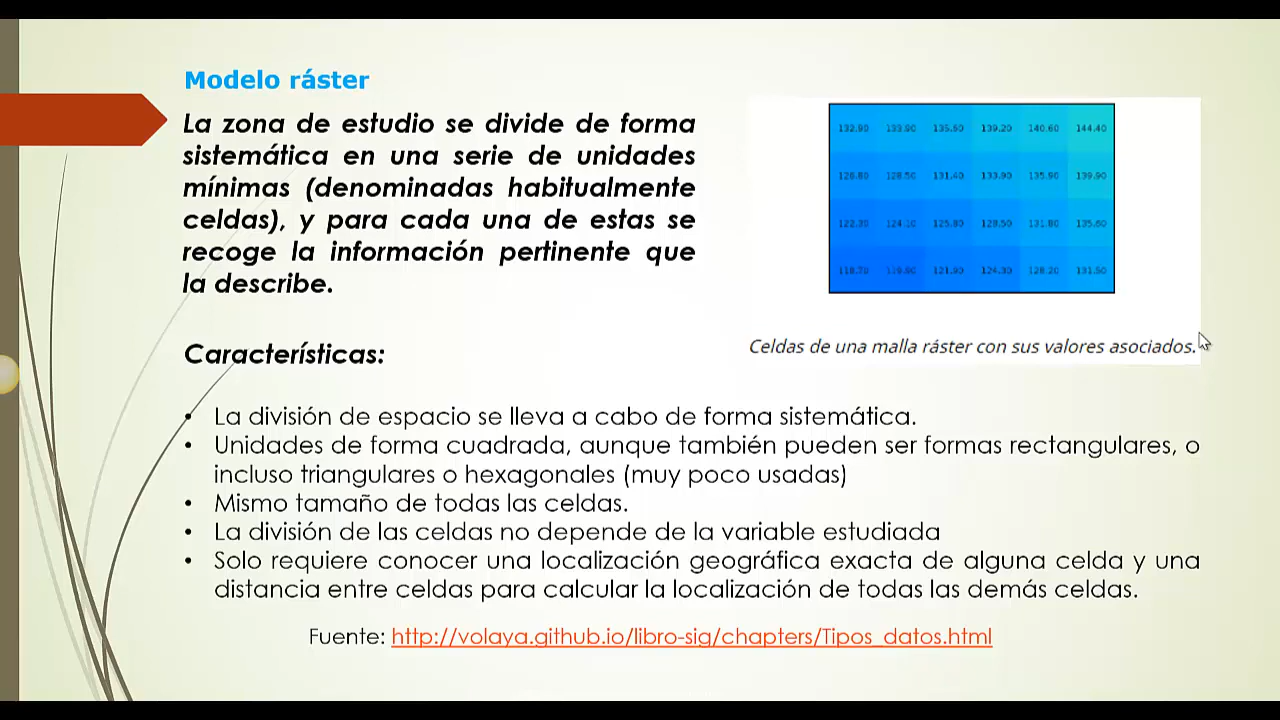 Modelo ráster
La zona de estudio se divide de forma
sistemática en una serie de unidades
mínimas (denominadas habitualmente
celdas), y para cada una de estas se
recoge la información pertinente que
la describe.
132.90 133.90 135.60 139.20 140.60 144.40
126.80 128.50 131.40 133.90 135.90 139.90
122.30 124.10 125.80 128.50 131.80 135.60
118.70 121.90 124.30 128.20 131.50
Celdas de una malla ráster con sus valores asociados.
Características:
• La división de espacio se lleva a cabo de forma sistemática.
• Unidades de forma cuadrada, aunque también pueden ser formas rectangulares, o
incluso triangulares o hexagonales (muy poco usadas)
• Mismo tamaño de todas las celdas.
• La división de las celdas no depende de la variable estudiada
• Solo requiere conocer una localización geográfica exacta de alguna celda y una
distancia entre celdas para calcular la localización de todas las demás celdas.
Fuente: http://volaya.github.io/libro-sig/chapters/Tipos_datos.html